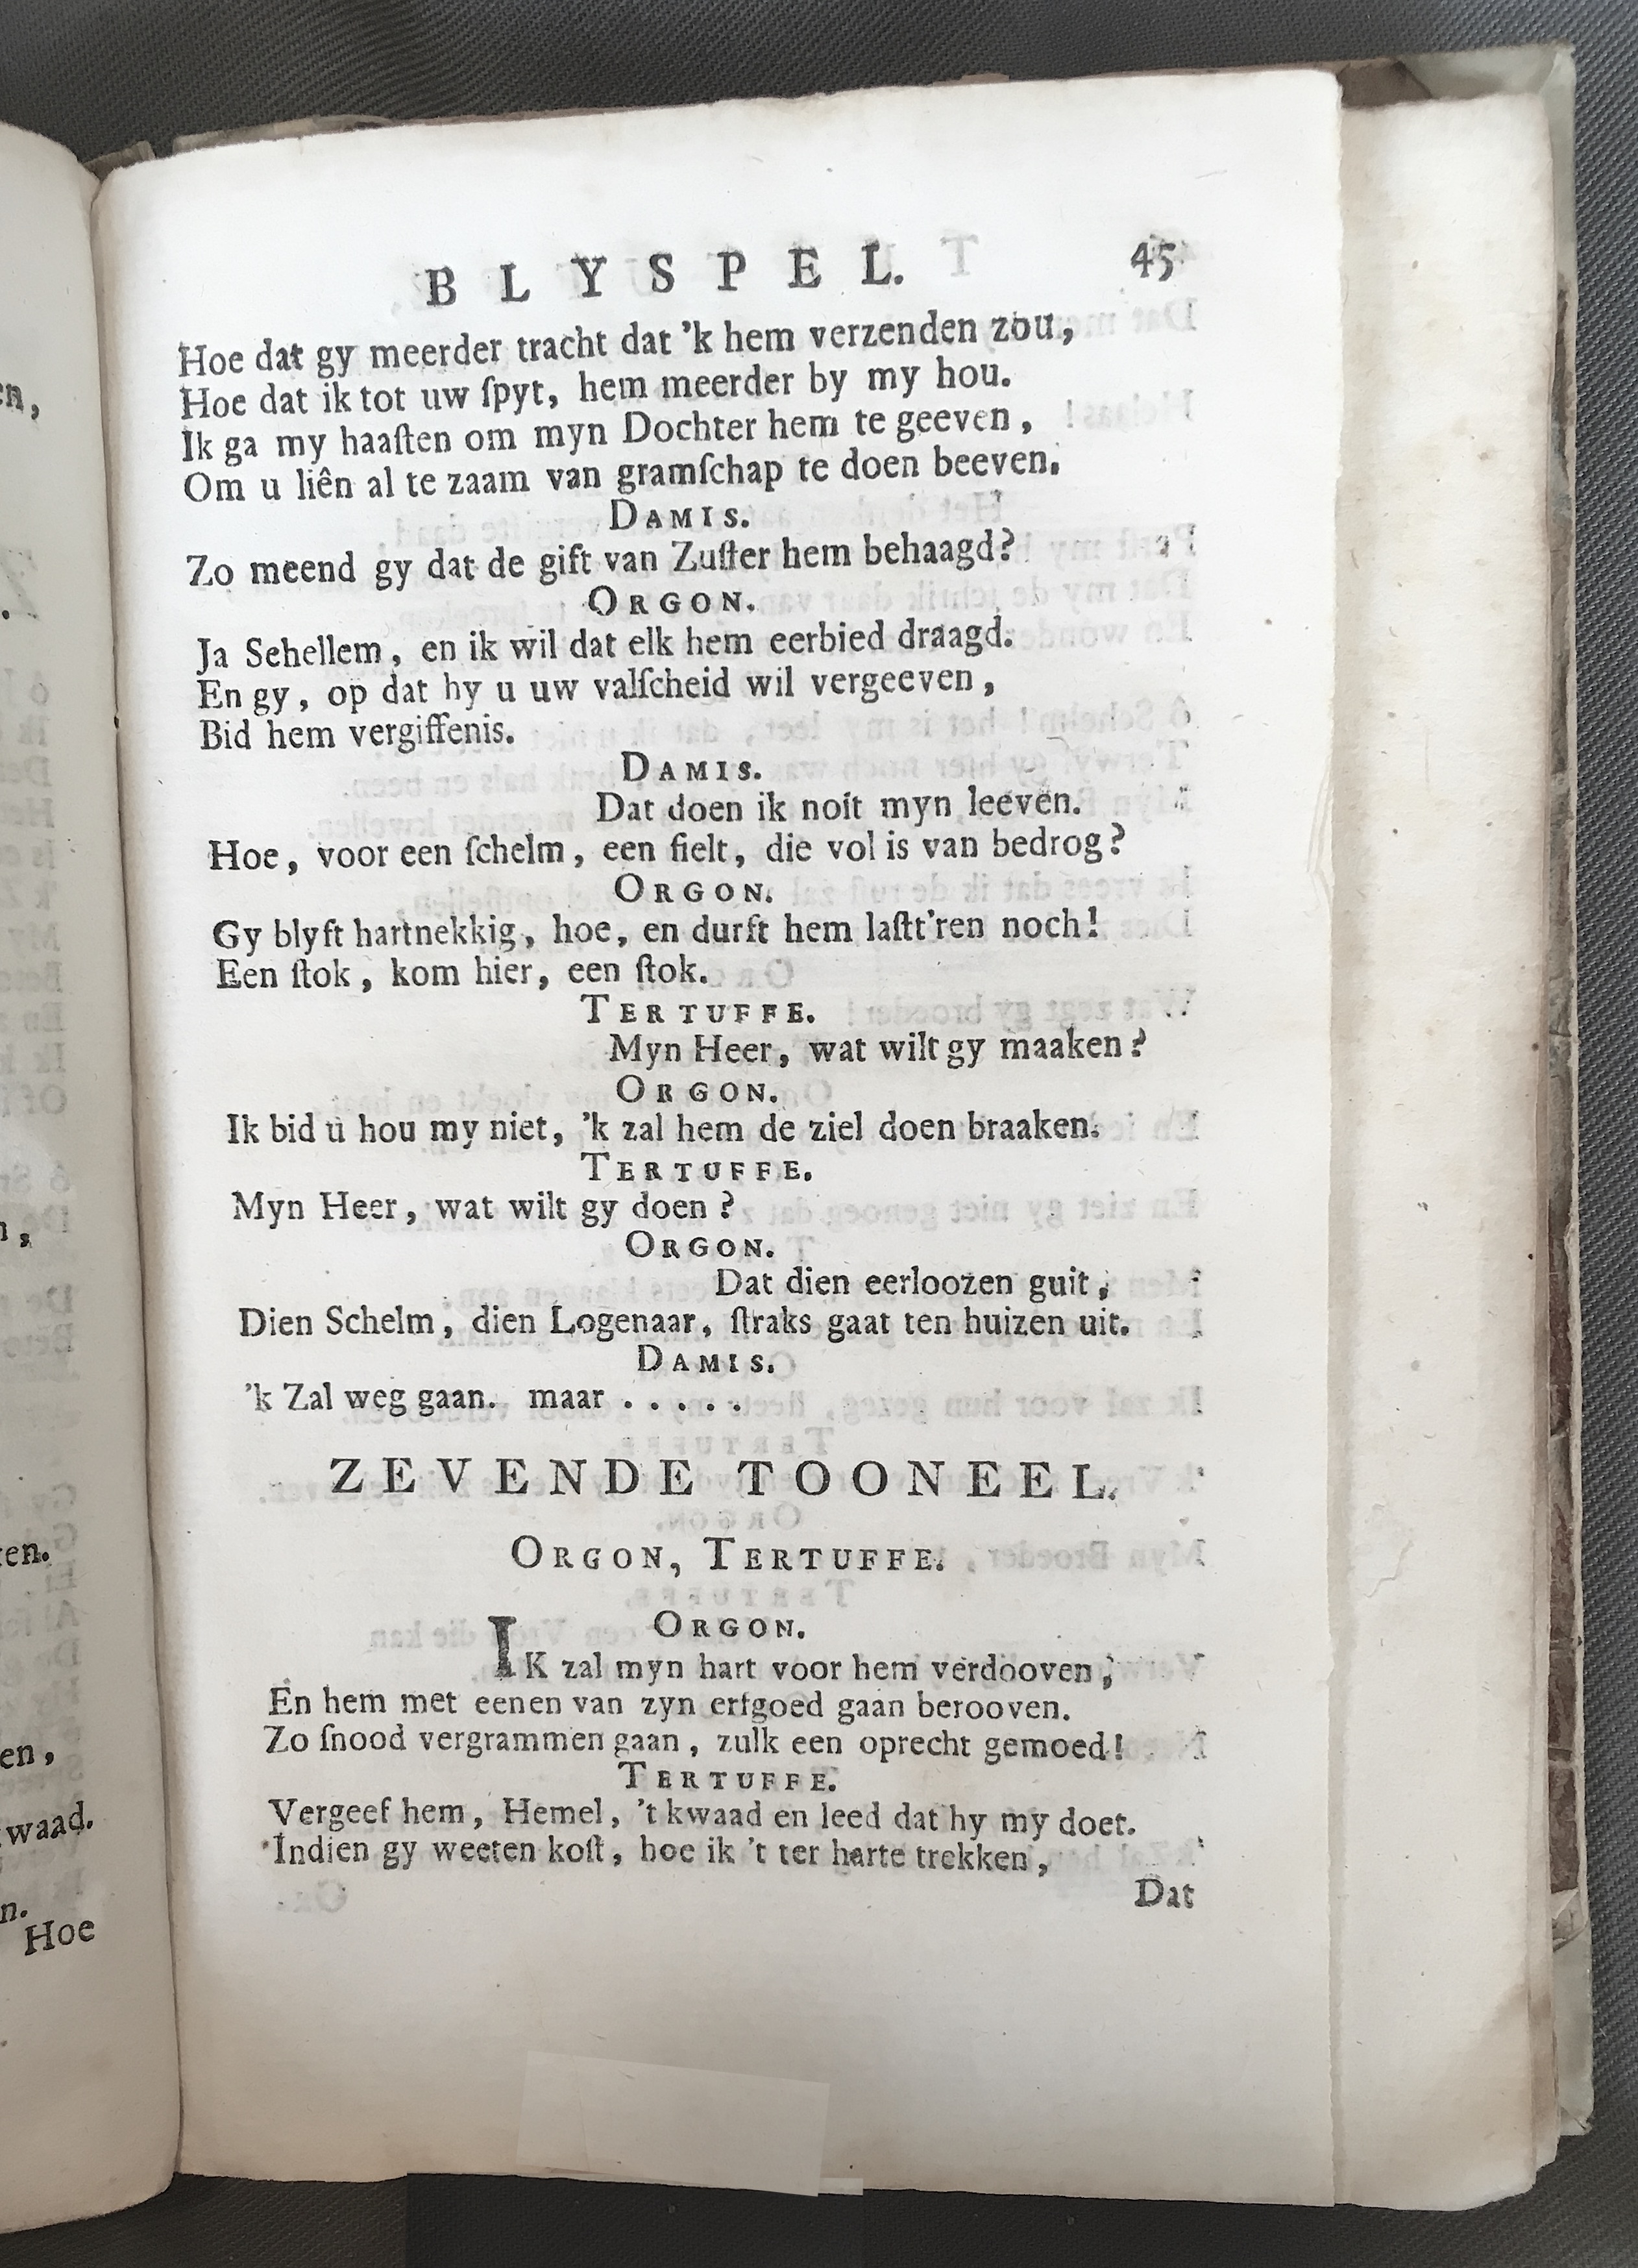 BLYSPEL. 45
Hoe dat gy meerder tracht dat 'k hem verzenden zou,
Hoe dat ik tot uw ſpyt, hem meerder by my hou.
Ik ga my haaſten om myn Dochter hem te geeven,
Om u liên al te zaam van gramſchap te doen beeven.
DAMIS.
Zo meend gy dat de gift van Zuſter hem behaagd?
ORGON.
Ja Sehellem, en ik wil dat elk hem eerbied draagd.
En gy, op dat hy u uw valſcheid wil vergeeven,
Bid hem vergiffenis.
DAMIS.
Dat doen ik noit myn leeven.
Hoe, voor een ſchelm, een fielt, die vol is van bedrog?
ORGON.
Gy blyft hartnekkig, hoe, en durft hem laſtt'ren noch!
Een ſtok, kom hier, een ſtok.
TERTUFFE.
Myn Heer, wat wilt gy maaken?
ORGON.
Ik bid u hou my niet, 'k zal hem de ziel doen braaken.
TERTUFFE.
Myn Heer, wat wilt gy doen?
ORGON.
Dat dien eerloozen guit,
Dien Schelm, dien Logenaar, ſtraks gaat ten huizen uit.
DAMIS.
'k Zal weg gaan. maar . . . . .
ZEVENDE TOONEEL.
ORGON, TERTUFFE.
ORGON.
IK zal myn hart voor hem verdooven,
En hem met eenen van zyn erfgoed gaan berooven.
Zo ſnood vergrammen gaan, zulk een oprecht gemoed!
TERTUFFE.
Vergeef hem, Hemel, 't kwaad en leed dat hy my doet.
Indien gy weeten koſt, hoe ik 't ter harte trekken,
Dat
en,
waad.
Hoe